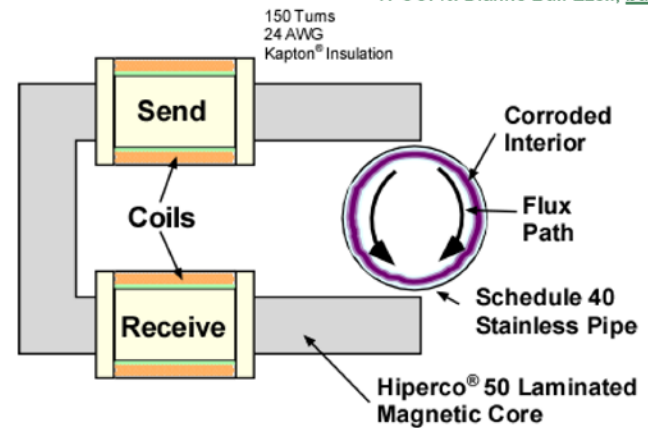 150 Turns
24 AWG
Kapton® Insulation
Send
Corroded
Interior
Coils
Flux
Path
Receive
Schedule 40
Stainless Pipe
Hiperco® 50 Laminated
Magnetic Core